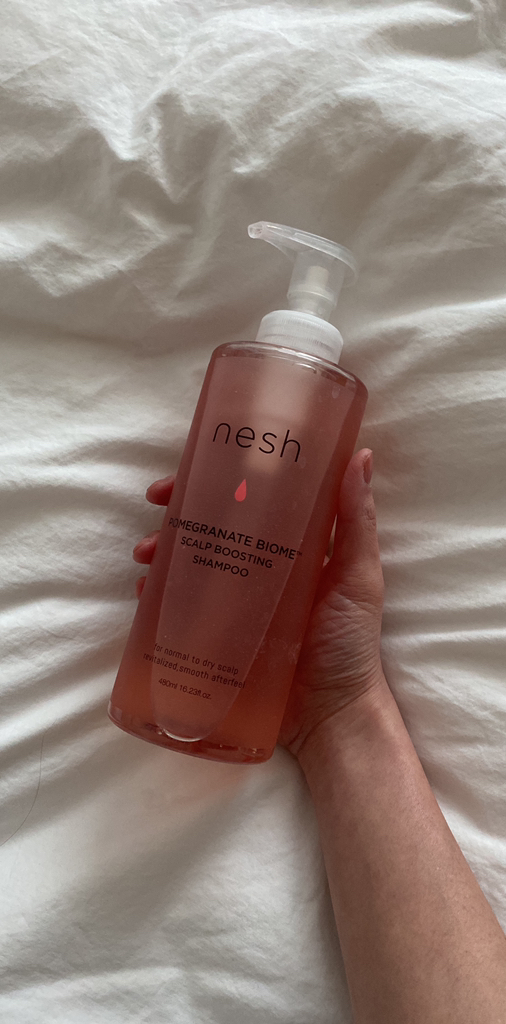 nesh
POMEGRANATE BIOME™
SCALP BOOSTING
SHAMPOO
for normal to dry scalp
revitalized,smooth afterfeel
480ml 16.23fl.oz.